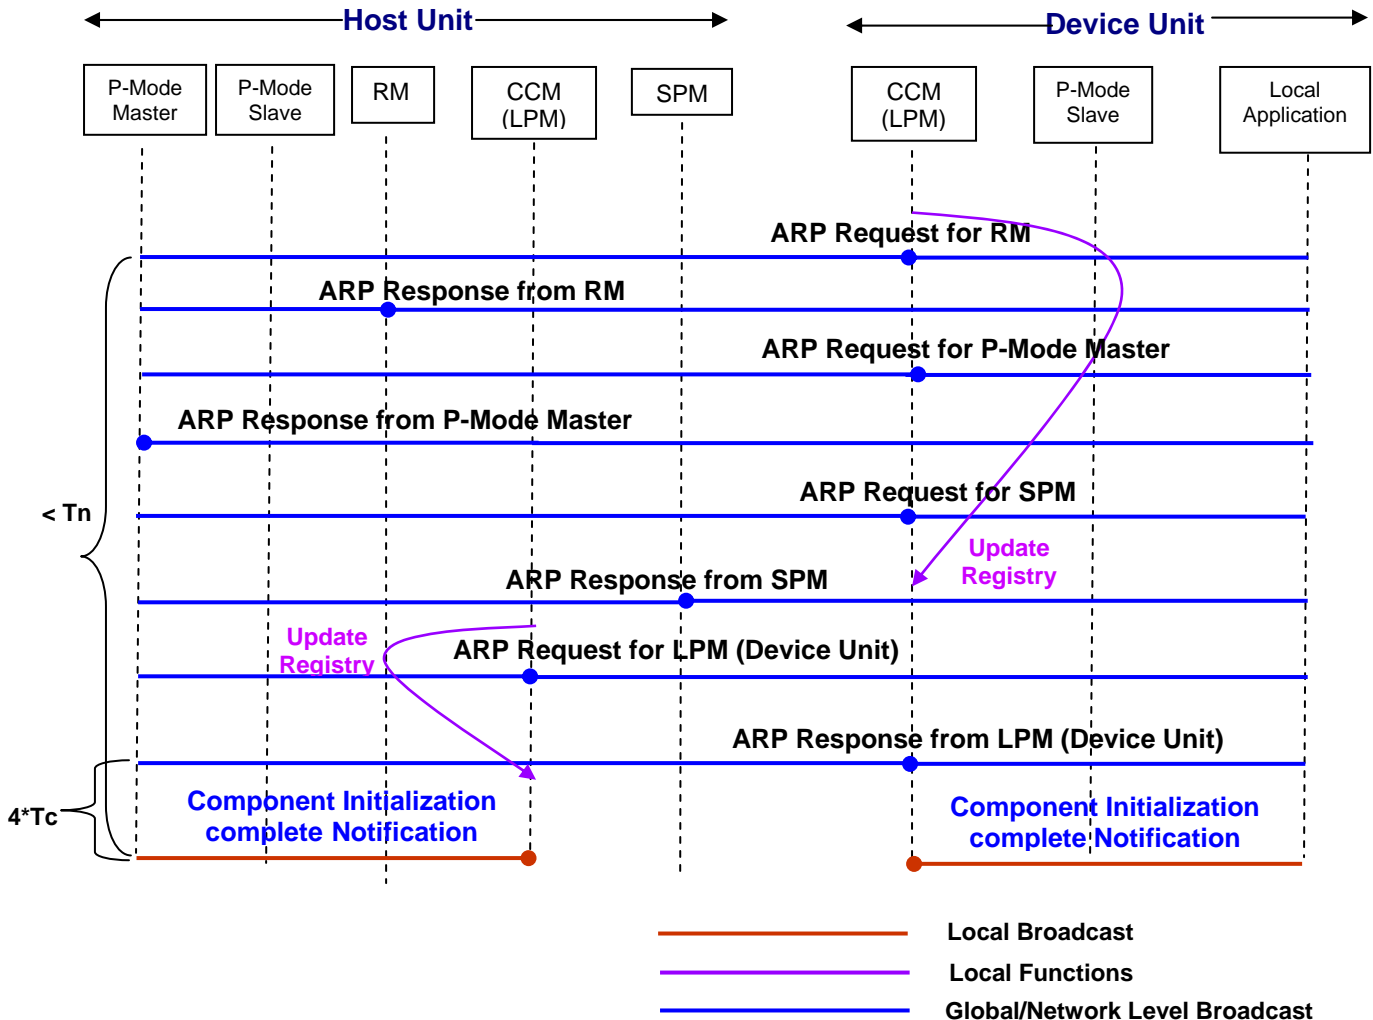 Host Unit
Device Unit
P-Mode
Master
P-Mode
Slave
RM
CCM
(LPM)
SPM
CCM
(LPM)
P-Mode
Slave
Local
Application
ARP Request for RM
ARP Response from RM
ARP Request for P-Mode Master
ARP Response from P-Mode Master
ARP Request for SPM
< Tn
Update
Registry
ARP Response from SPM
Update
Registry
ARP Request for LPM (Device Unit)
ARP Response from LPM (Device Unit)
4*Tc
Component Initialization
complete Notification
Component Initialization
complete Notification
Local Broadcast
Local Functions
Global/Network Level Broadcast